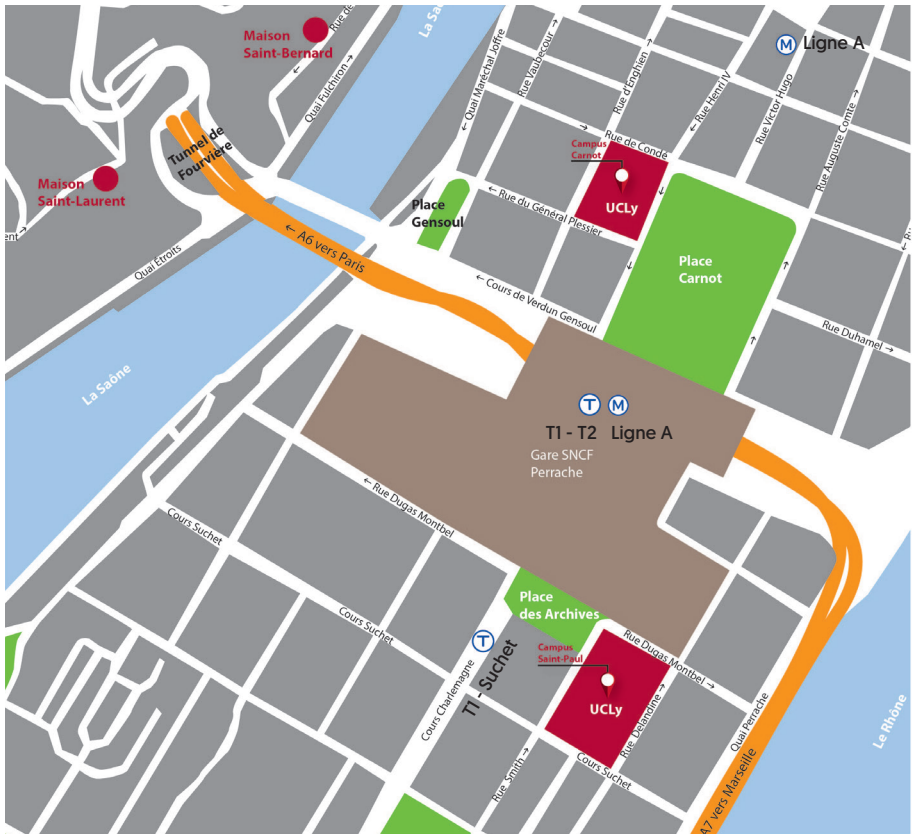 Maison
Saint-Bernard
Rue de
Quai Fulchiron →
La Sa
← Quai Maréchal Joffre
Rue Vaubecour →
Rue d'Enghien →
← Rue Henri IV
M Ligne A
Rue Victor Hugo
Rue Auguste Comte →
Tunnel de
Fourvière
Maison
Saint-Laurent
ent →
Quai Etroits
Place
Gensoul
Campus
Carnot
Rue de Condé
UCLy
← Rue du Général Plessier
← A6 vers Paris
← Cours de Verdun Gensoul
Place
Carnot
Ru
Rue Duhamel →
La Saône
T M
T1 - T2 Ligne A
Gare SNCF
Perrache
← Rue Dugas Montbel
Cours Suchet
Cours Suchet
Place
des Archives
T
T1 - Suchet
Cours Charlemagne
Campus
Saint-Paul
UCLy
Rue Dugas Montbel →
Rue Delandine →
Rue Smith →
Cours Suchet
Quai Perrache
A7 vers Marseille
Le Rhône